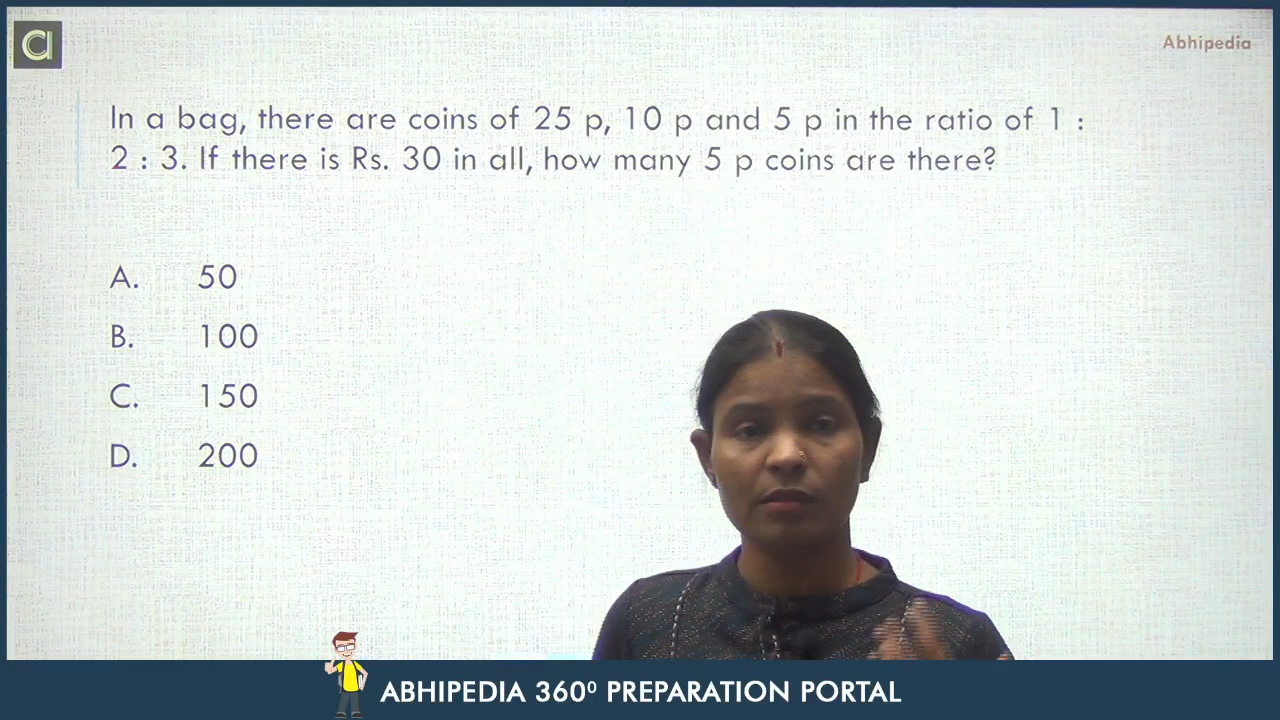 Abhipedia
In a bag, there are coins of 25 p, 10 p and 5 p in the ratio of 1 :
2 : 3. If there is Rs. 30 in all, how many 5 p coins are there?
A. 50
B. 100
C. 150
D. 200
ABHIPEDIA 360⁰ PREPARATION PORTAL